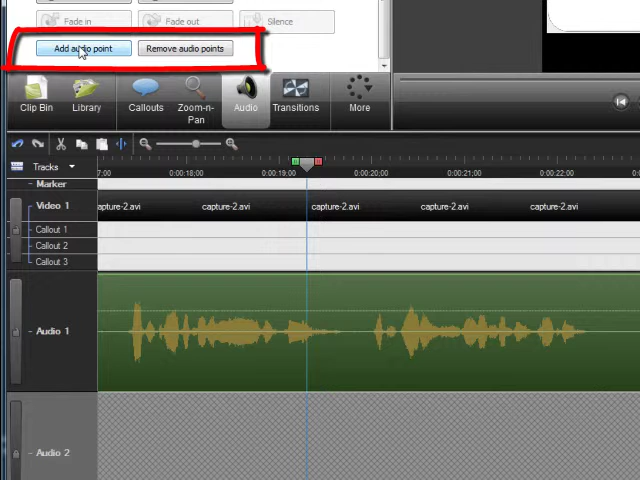 Fade in Fade out Silence
Add audio point Remove audio points
Clip Bin Library Callouts Zoom-n-Pan Audio Transitions More
Tracks
7:00 0:00:18;00 0:00:19;00 0:00:20;00 0:00:21;00 0:00:22;00
Marker
Video 1 apture-2.avi capture-2.avi capture-2.avi capture-2.avi capture-2.avi
Callout 1
Callout 2
Callout 3
Audio 1
Audio 2